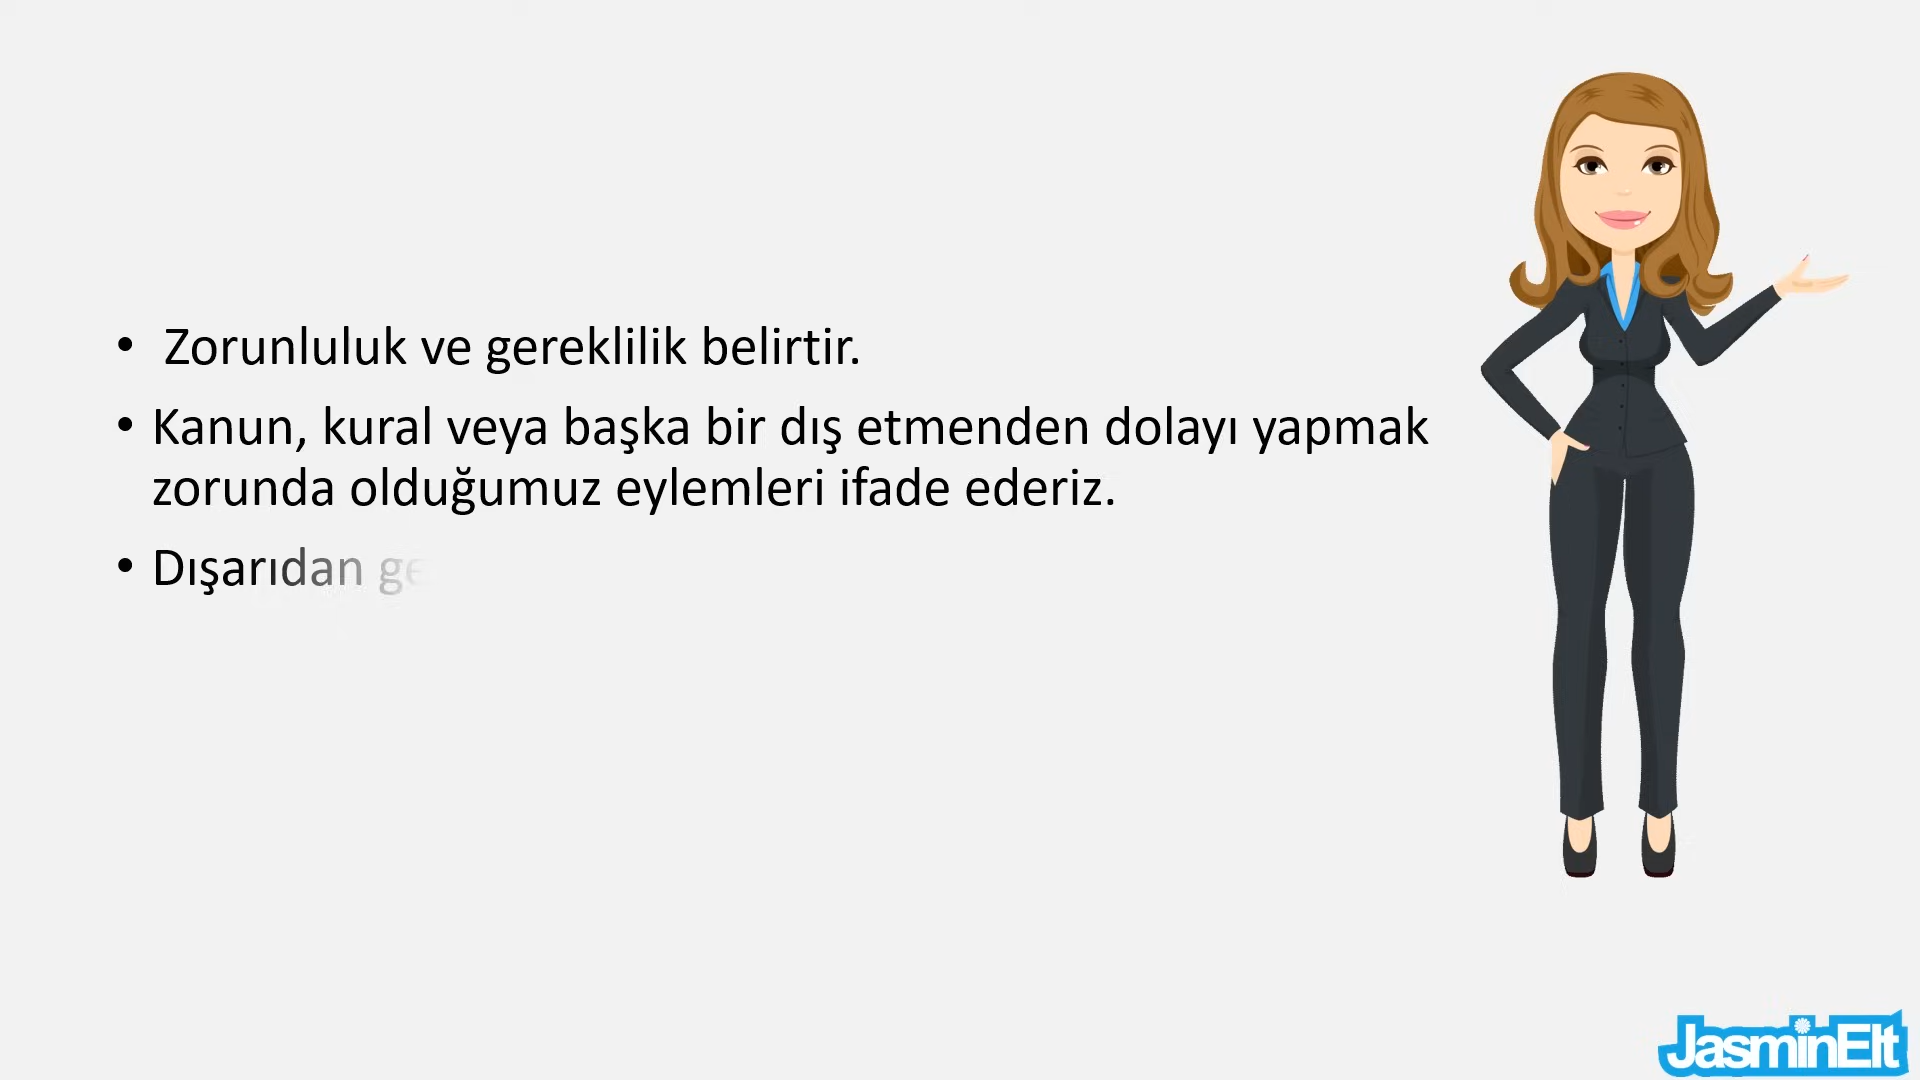 • Zorunluluk ve gereklilik belirtir.
• Kanun, kural veya başka bir dış etmenden dolayı yapmak
zorunda olduğumuz eylemleri ifade ederiz.
• Dışarıdan
JasminElt